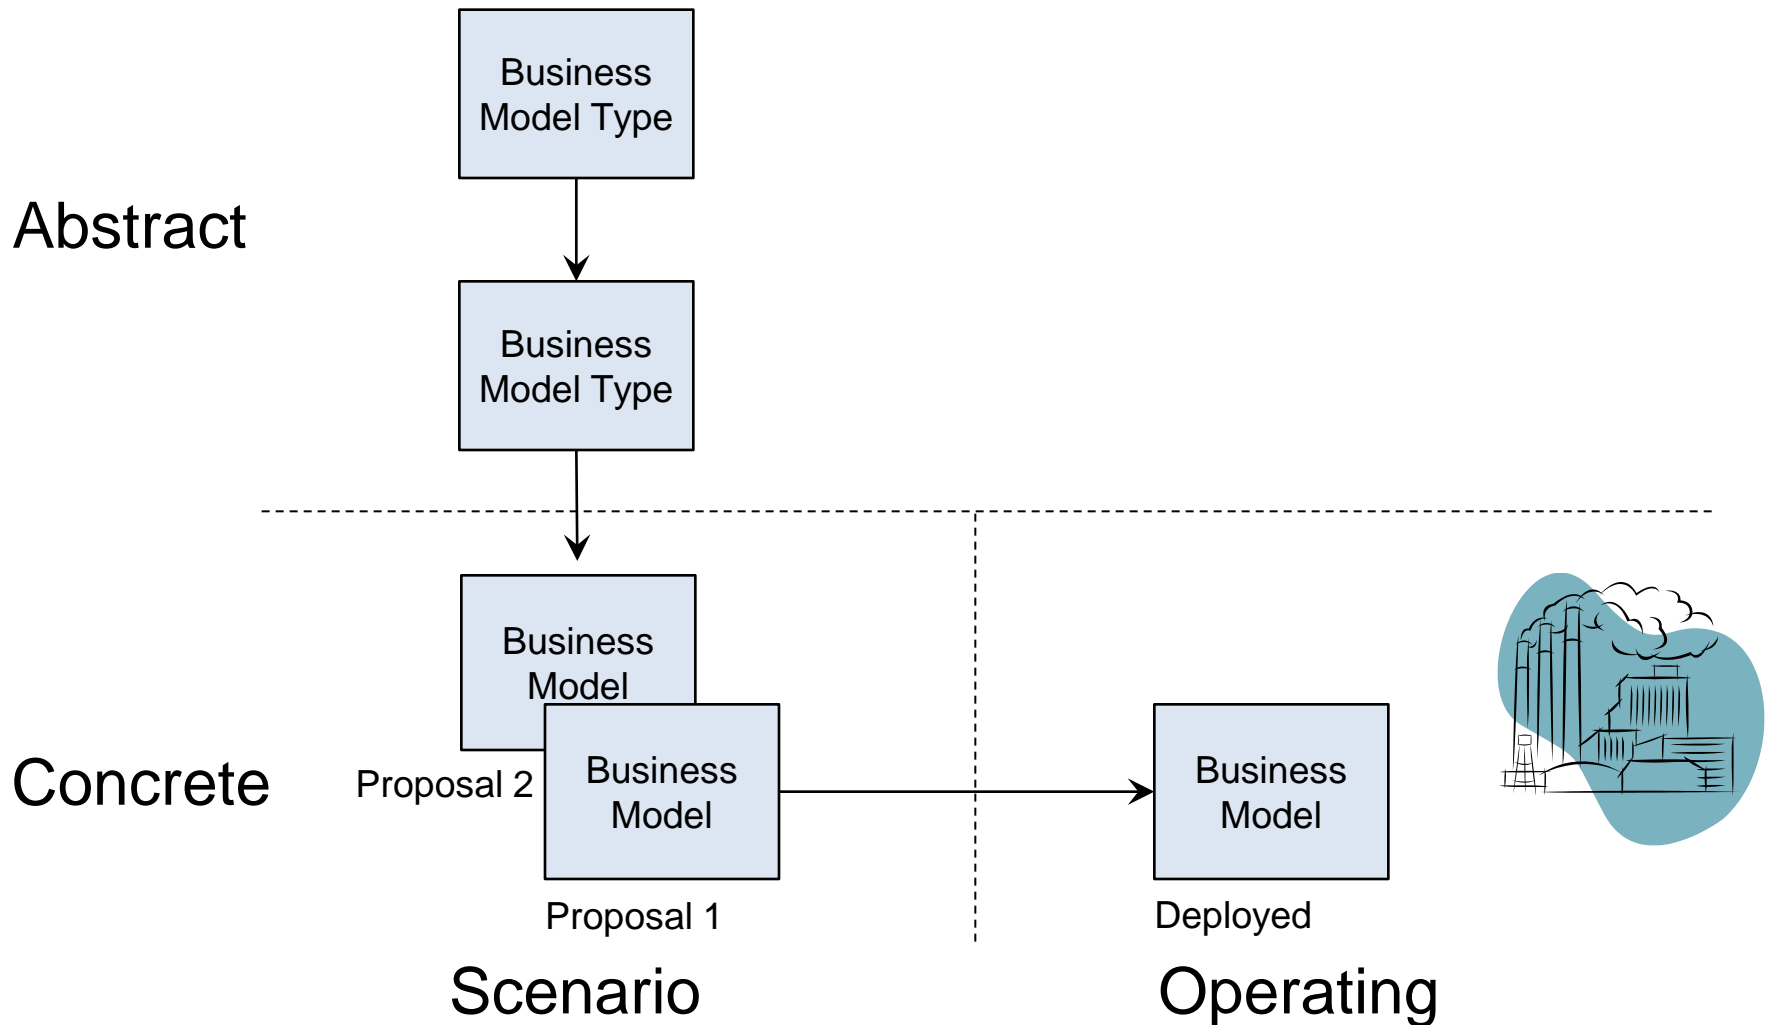 Business
Model Type
Abstract
Business
Model Type
Business
Model
Concrete
Proposal 2
Business
Model
Business
Model
Proposal 1
Deployed
Scenario
Operating